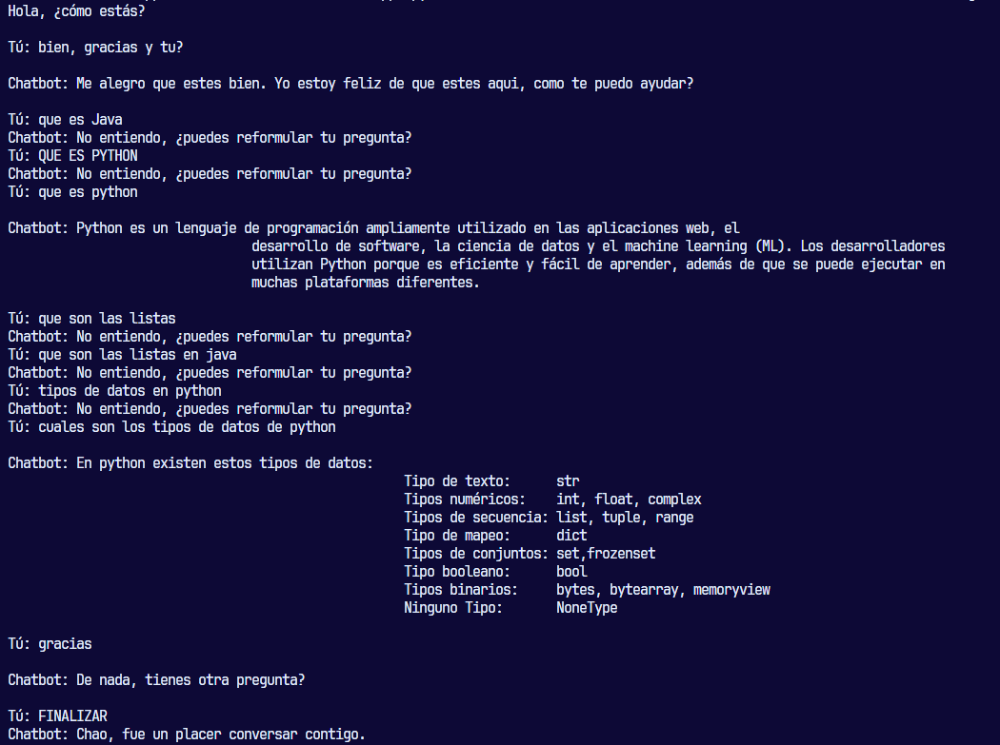 Hola, ¿cómo estás?
Tú: bien, gracias y tu?
Chatbot: Me alegro que estes bien. Yo estoy feliz de que estes aqui, como te puedo ayudar?
Tú: que es Java
Chatbot: No entiendo, ¿puedes reformular tu pregunta?
Tú: QUE ES PYTHON
Chatbot: No entiendo, ¿puedes reformular tu pregunta?
Tú: que es python
Chatbot: Python es un lenguaje de programación ampliamente utilizado en las aplicaciones web, el
desarrollo de software, la ciencia de datos y el machine learning (ML). Los desarrolladores
utilizan Python porque es eficiente y fácil de aprender, además de que se puede ejecutar en
muchas plataformas diferentes.
Tú: que son las listas
Chatbot: No entiendo, ¿puedes reformular tu pregunta?
Tú: que son las listas en java
Chatbot: No entiendo, ¿puedes reformular tu pregunta?
Tú: tipos de datos en python
Chatbot: No entiendo, ¿puedes reformular tu pregunta?
Tú: cuales son los tipos de datos de python
Chatbot: En python existen estos tipos de datos:
Tipo de texto: str
Tipos numéricos: int, float, complex
Tipos de secuencia: list, tuple, range
Tipo de mapeo: dict
Tipos de conjuntos: set,frozenset
Tipo booleano: bool
Tipos binarios: bytes, bytearray, memoryview
Ninguno Tipo: NoneType
Tú: gracias
Chatbot: De nada, tienes otra pregunta?
Tú: FINALIZAR
Chatbot: Chao, fue un placer conversar contigo.